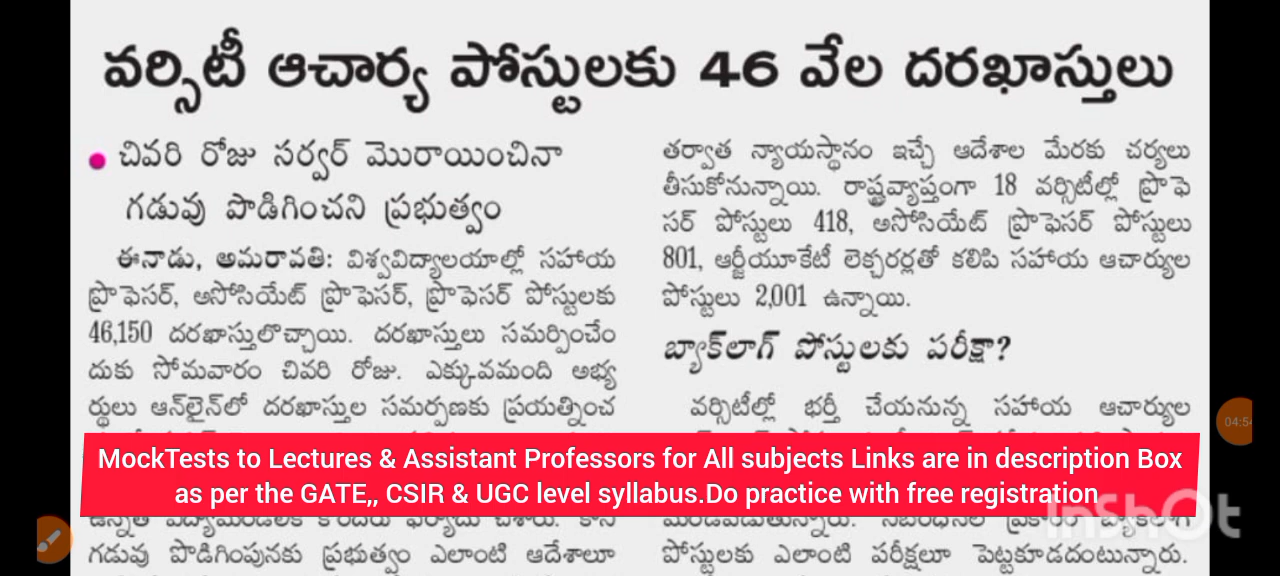 వర్సిటీ ఆచార్య పోస్టులకు 46 వేల దరఖాస్తులు
చివరి రోజు సర్వర్ మొరాయించినా
గడువు పొడిగించని ప్రభుత్వం
ఈనాడు, అమరావతి: విశ్వవిద్యాలయాల్లో సహాయ
ప్రొఫెసర్, అసోసియేట్ ప్రొఫెసర్, ప్రొఫెసర్ పోస్టులకు
46,150 దరఖాస్తులొచ్చాయి. దరఖాస్తులు సమర్పించేం
దుకు సోమవారం చివరి రోజు. ఎక్కువమంది అభ్య
ర్థులు ఆన్‌లైన్‌లో దరఖాస్తుల సమర్పణకు ప్రయత్నించ
గడువు పొడిగింపునకు ప్రభుత్వం ఎలాంటి ఆదేశాలూ
తర్వాత న్యాయస్థానం ఇచ్చే ఆదేశాల మేరకు చర్యలు
తీసుకోనున్నాయి. రాష్ట్రవ్యాప్తంగా 18 వర్సిటీల్లో ప్రొఫె
సర్ పోస్టులు 418, అసోసియేట్ ప్రొఫెసర్ పోస్టులు
801, ఆర్జీయూకేటీ లెక్చరర్లతో కలిపి సహాయ ఆచార్యుల
పోస్టులు 2,001 ఉన్నాయి.
బ్యాక్‌లాగ్ పోస్టులకు పరీక్షా?
వర్సిటీల్లో భర్తీ చేయనున్న సహాయ ఆచార్యుల
పోస్టులకు ఎలాంటి పరీక్షలూ పెట్టకూడదంటున్నారు.
MockTests to Lectures & Assistant Professors for All subjects Links are in description Box
as per the GATE,, CSIR & UGC level syllabus.Do practice with free registration
InShOt
04:54